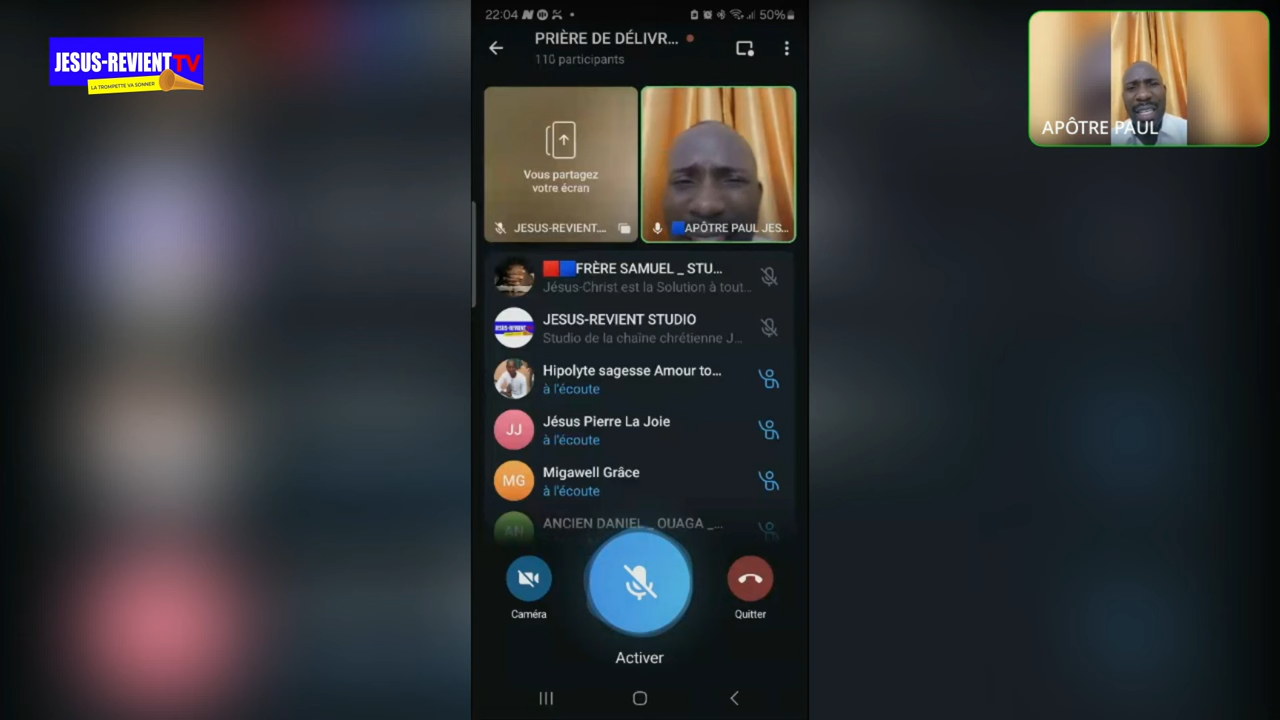 JESUS-REVIENT TV
LA TROMPETTE VA SONNER
22:04
50%
PRIÈRE DE DÉLIVR...
110 participants
Vous partagez
votre écran
JESUS-REVIENT...
APÔTRE PAUL JES...
APÔTRE PAUL
FRÈRE SAMUEL _ STU...
Jésus-Christ est la Solution à tout...
JESUS-REVIENT STUDIO
Studio de la chaîne chrétienne J...
Hipolyte sagesse Amour to...
à l'écoute
JJ
Jésus Pierre La Joie
à l'écoute
MG
Migawell Grâce
à l'écoute
AN
ANCIEN DANIEL _ OUAGA _...
Caméra
Quitter
Activer